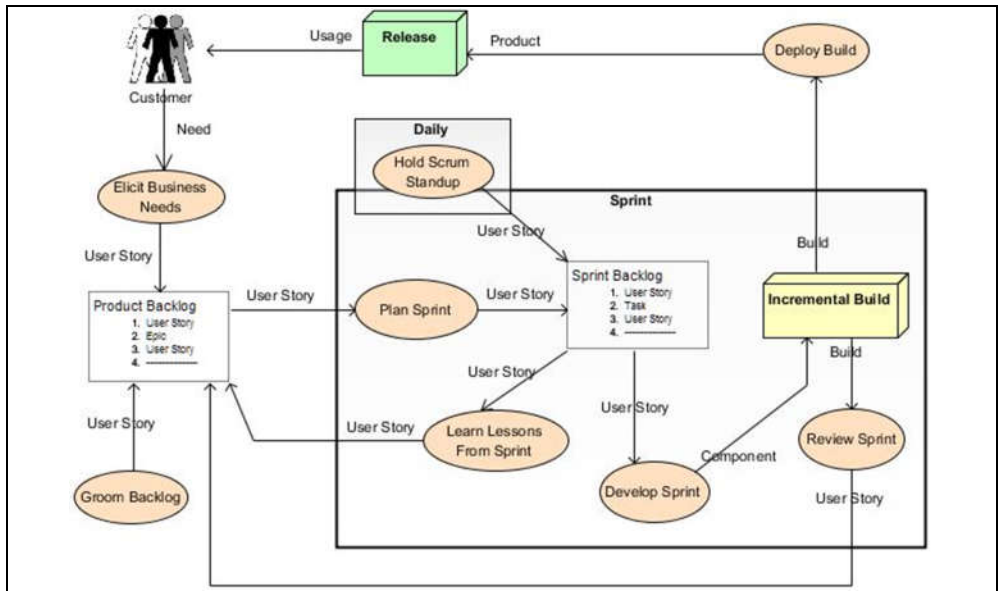 Usage
Release
Product
Deploy Build
Customer
Need
Daily
Hold Scrum
Standup
Elicit Business
Needs
Sprint
User Story
User Story
Build
Product Backlog
1. User Story
2. Epic
3. User Story
4. ---------------
User Story
Plan Sprint
User Story
Sprint Backlog
1. User Story
2. Task
3. User Story
4. ---------------
Incremental Build
Build
User Story
User Story
User Story
User Story
Learn Lessons
From Sprint
Component
Review Sprint
Groom Backlog
Develop Sprint
User Story